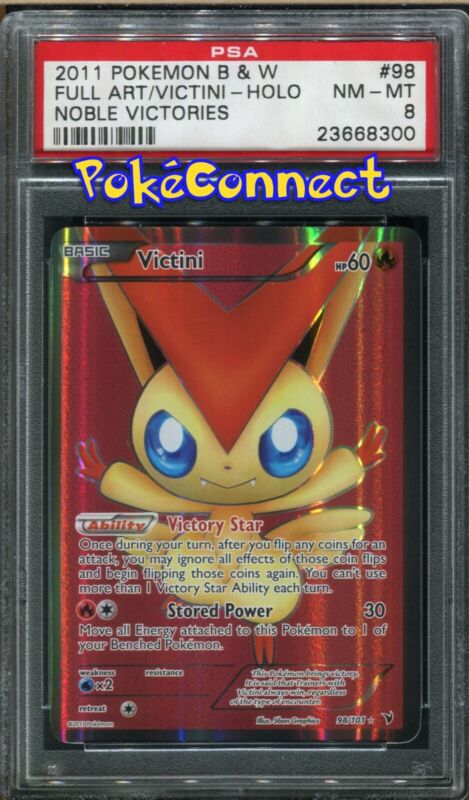 PSA
2011 POKEMON B & W #98
FULL ART/VICTINI - HOLO NM - MT
NOBLE VICTORIES 8
23668300
PokéConnect
BASIC Victini HP60
Ability Victory Star
Once during your turn, after you flip any coins for an
attack, you may ignore all effects of those coin flips
and begin flipping those coins again. You can't use
more than 1 Victory Star Ability each turn.
Stored Power 30
Move all Energy attached to this Pokémon to 1 of
your Benched Pokémon.
weakness resistance
×2
retreat
This Pokémon brings victory.
It is said that Trainers with
Victini always win, regardless
of the type of encounter.
©2011 Pokémon Illus. Sban Graphics 98/101